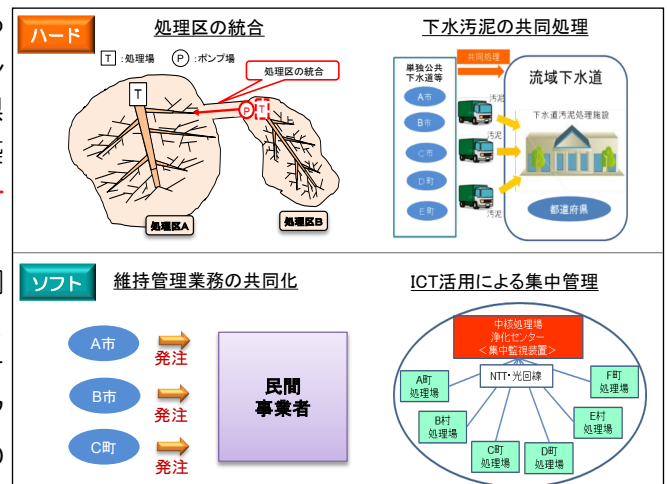 ハード
処理区の統合
T :処理場 P :ポンプ場
処理区の統合
T
P
T
処理区A
処理区B
下水汚泥の共同処理
共同処理
単独公共
下水道等
A市
B市
C市
D町
E町
汚泥
汚泥
汚泥
流域下水道
下水道汚泥処理施設
都道府県
ソフト
維持管理業務の共同化
A市
発注
B市
発注
C町
発注
民間
事業者
ICT活用による集中管理
中核処理場
浄化センター
<集中監視装置>
NTT・光回線
A町
処理場
B村
処理場
C町
処理場
D町
処理場
E村
処理場
F町
処理場